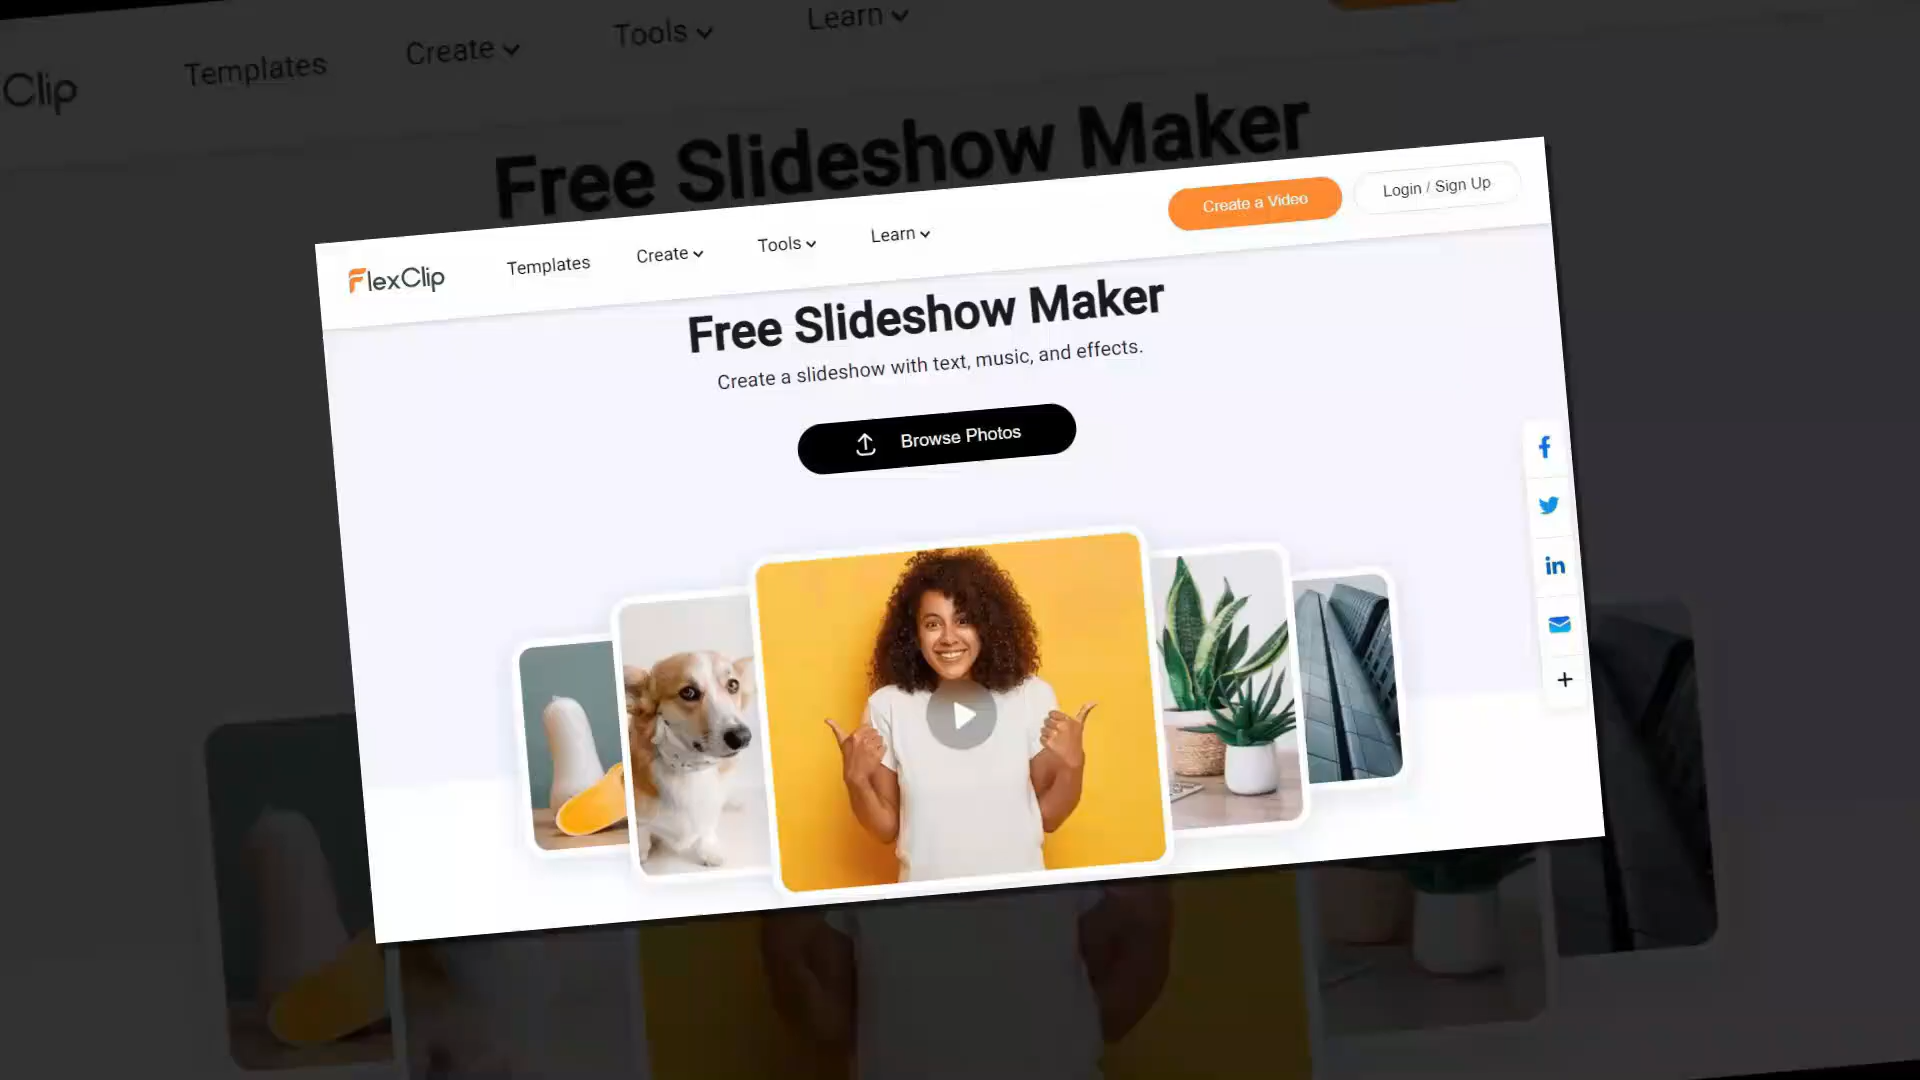 Clip Templates Create Tools Learn
Free Slideshow Maker
FlexClip Templates Create Tools Learn Create a Video Login / Sign Up
Free Slideshow Maker
Create a slideshow with text, music, and effects.
Browse Photos